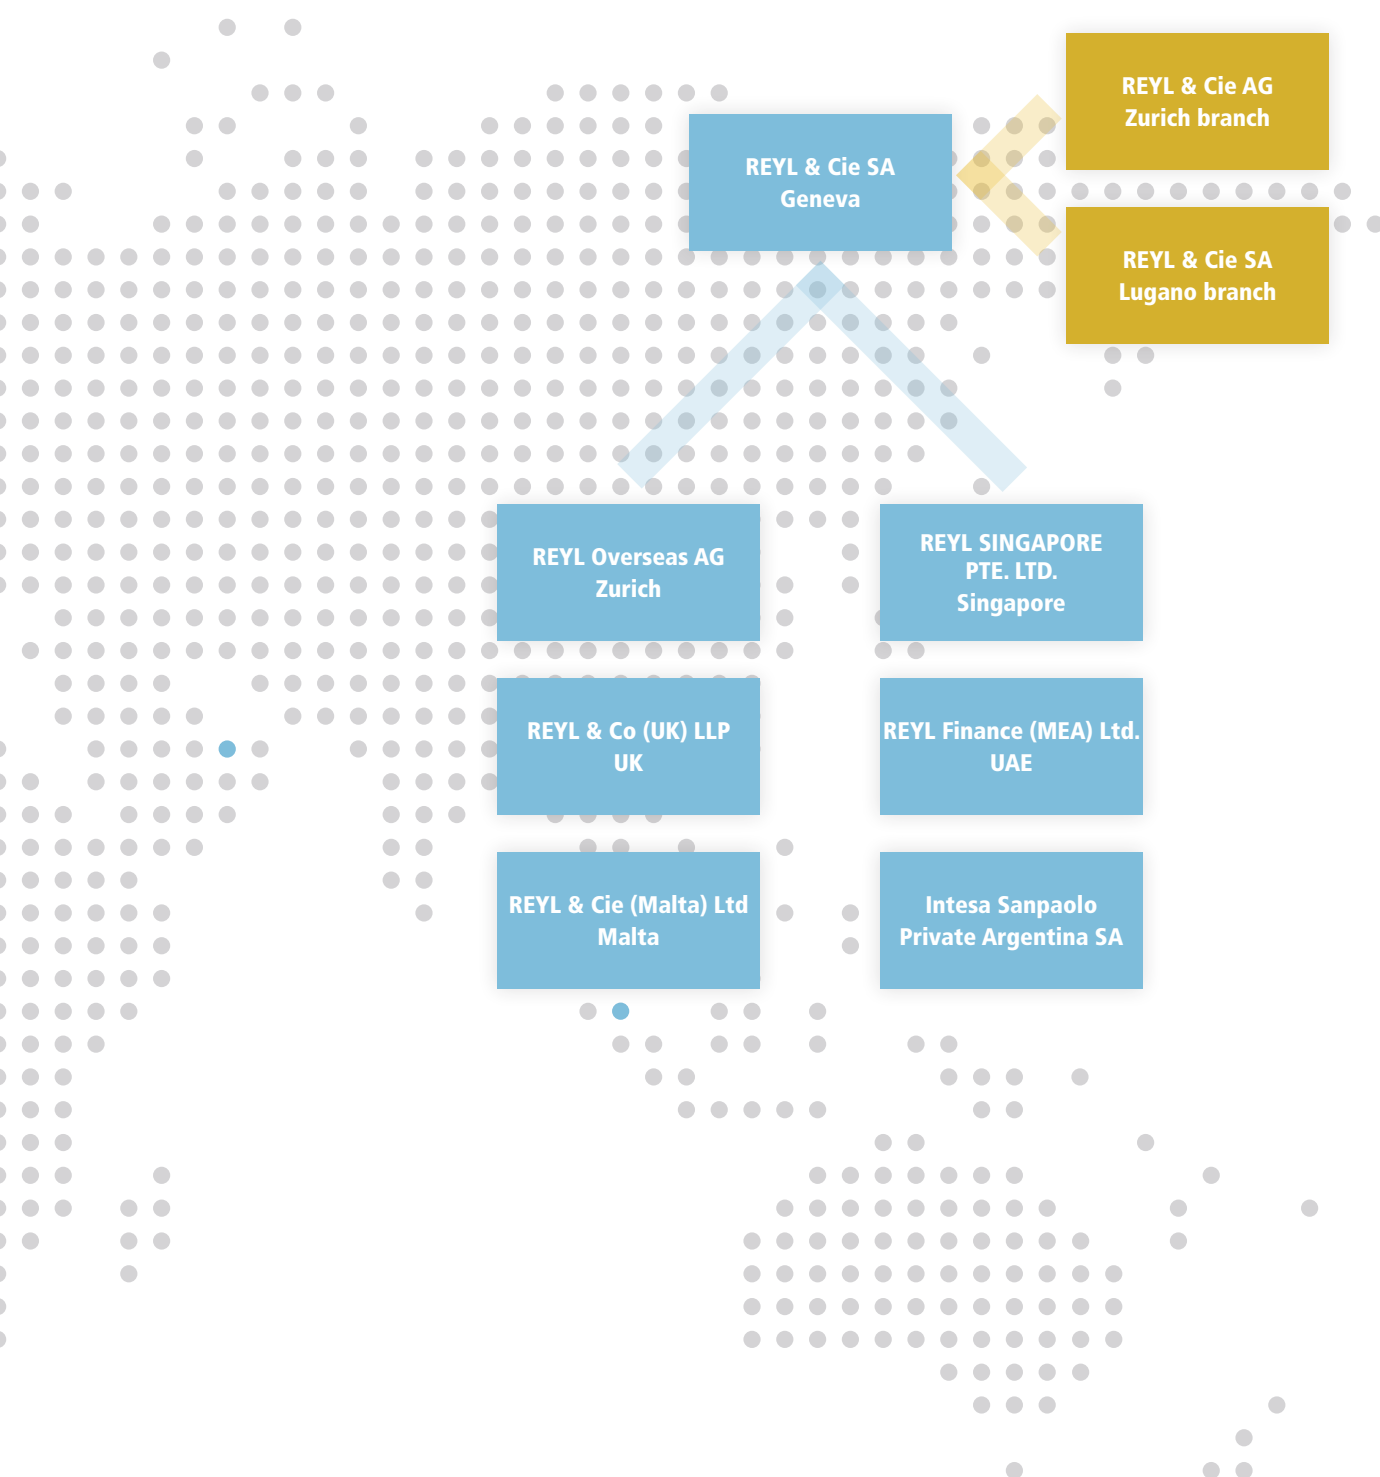 REYL & Cie AG
Zurich branch
REYL & Cie SA
Geneva
REYL & Cie SA
Lugano branch
REYL Overseas AG
Zurich
REYL SINGAPORE
PTE. LTD.
Singapore
REYL & Co (UK) LLP
UK
REYL Finance (MEA) Ltd.
UAE
REYL & Cie (Malta) Ltd
Malta
Intesa Sanpaolo
Private Argentina SA